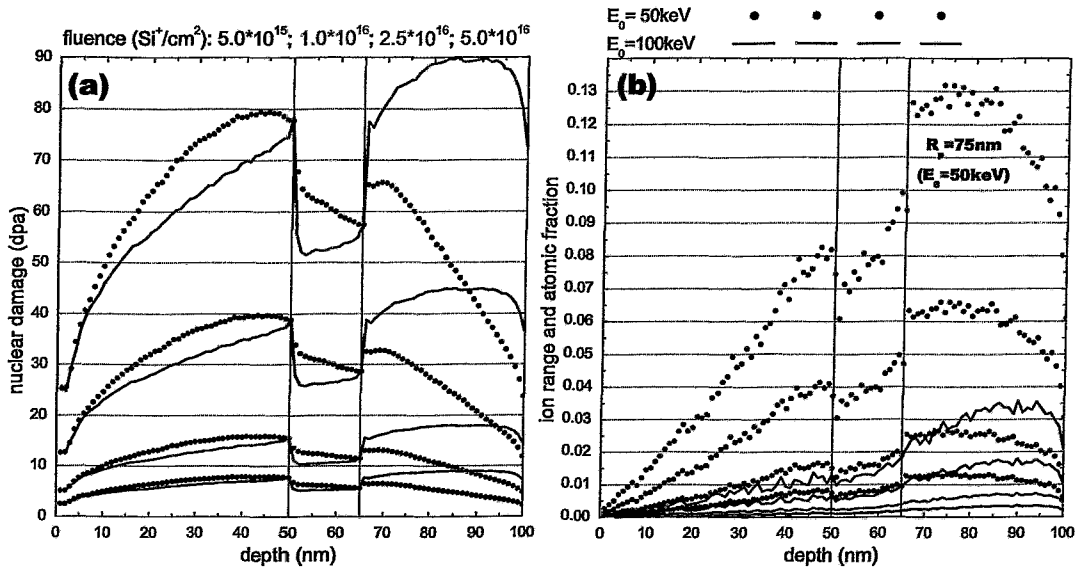 E₀= 50keV
fluence (Si⁺/cm²): 5.0*10¹⁵; 1.0*10¹⁶; 2.5*10¹⁶; 5.0*10¹⁶
E₀=100keV
(a)
90
80
70
60
50
40
30
20
10
0
nuclear damage (dpa)
0 10 20 30 40 50 60 70 80 90 100
depth (nm)
(b)
0.13
0.12
0.11
0.10
0.09
0.08
0.07
0.06
0.05
0.04
0.03
0.02
0.01
0.00
ion range and atomic fraction
Rₚ=75nm
(E₀=50keV)
0 10 20 30 40 50 60 70 80 90 100
depth (nm)